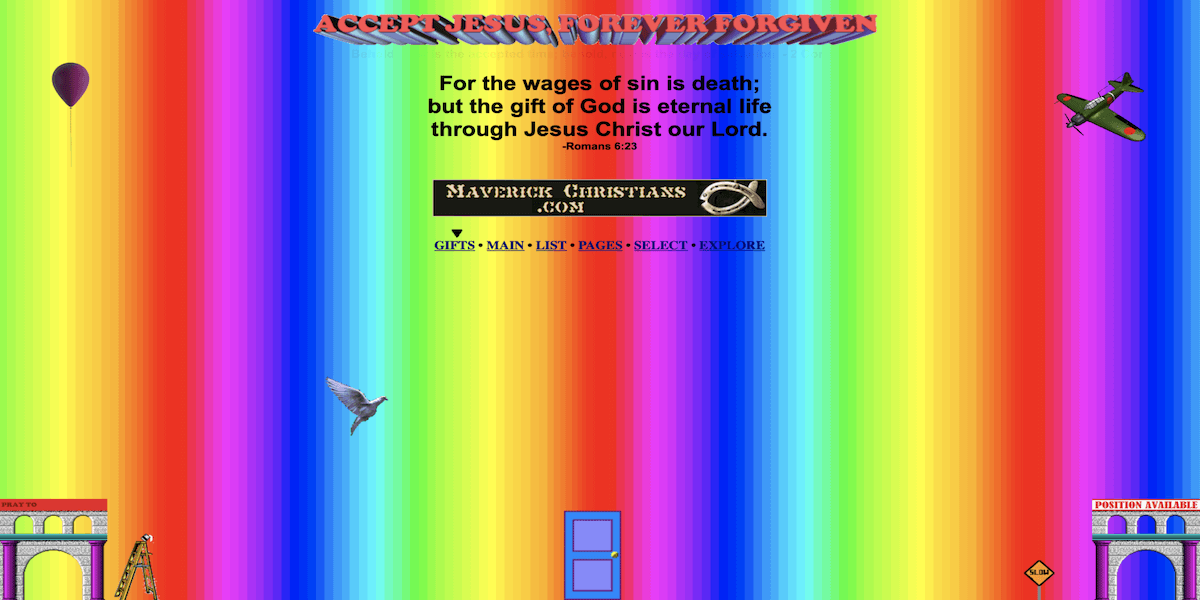 ACCEPT JESUS, FOREVER FORGIVEN
For the wages of sin is death;
but the gift of God is eternal life
through Jesus Christ our Lord.
-Romans 6:23
MAVERICK CHRISTIANS
.COM
GIFTS • MAIN • LIST • PAGES • SELECT • EXPLORE
PRAY TO
POSITION AVAILABLE
SLOW